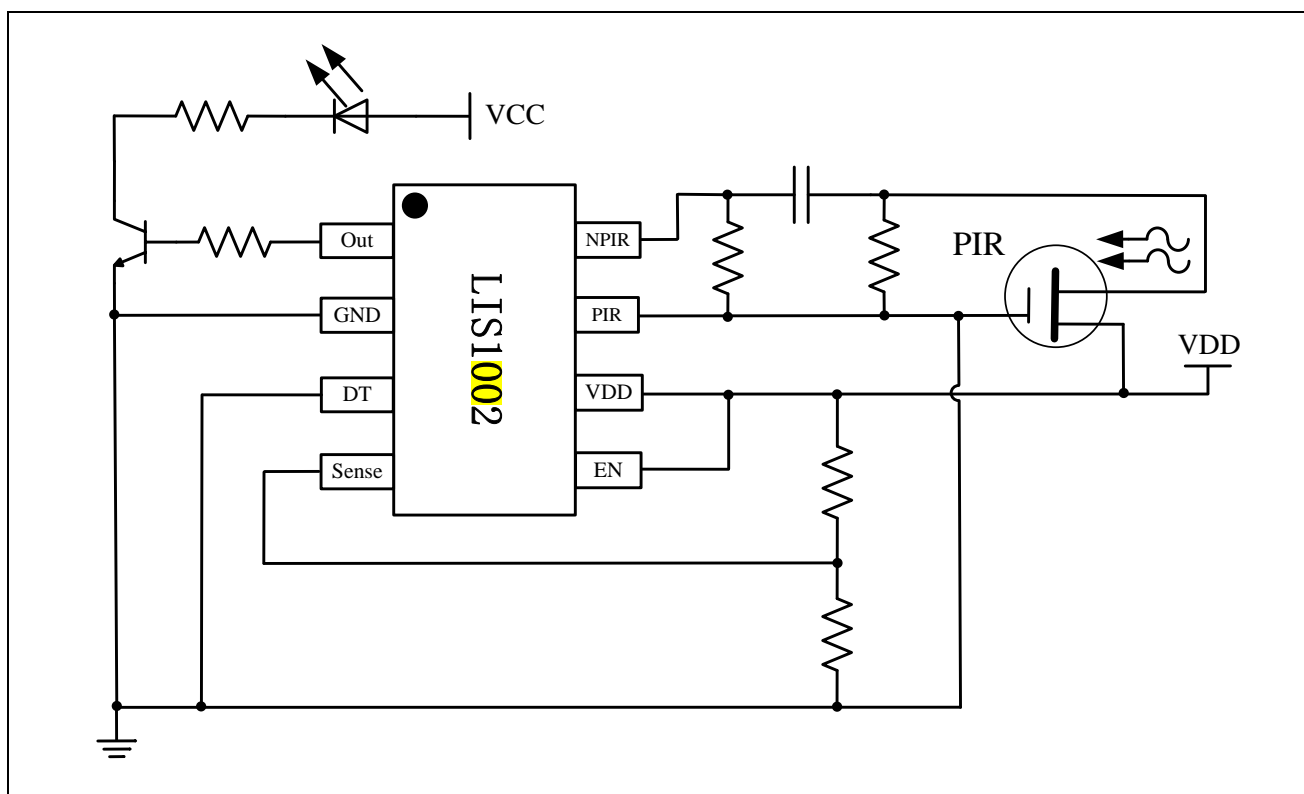 VCC
Out
GND
DT
Sense
LIS1002
NPIR
PIR
VDD
EN
PIR
VDD